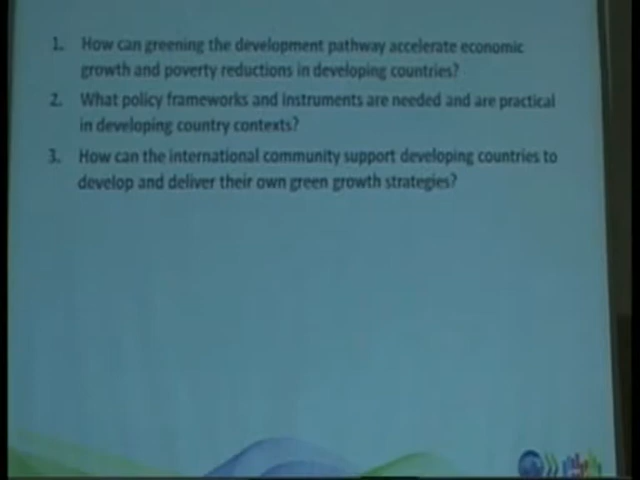 1. How can greening the development pathway accelerate economic
growth and poverty reductions in developing countries?
2. What policy frameworks and instruments are needed and are practical
in developing country contexts?
3. How can the international community support developing countries to
develop and deliver their own green growth strategies?